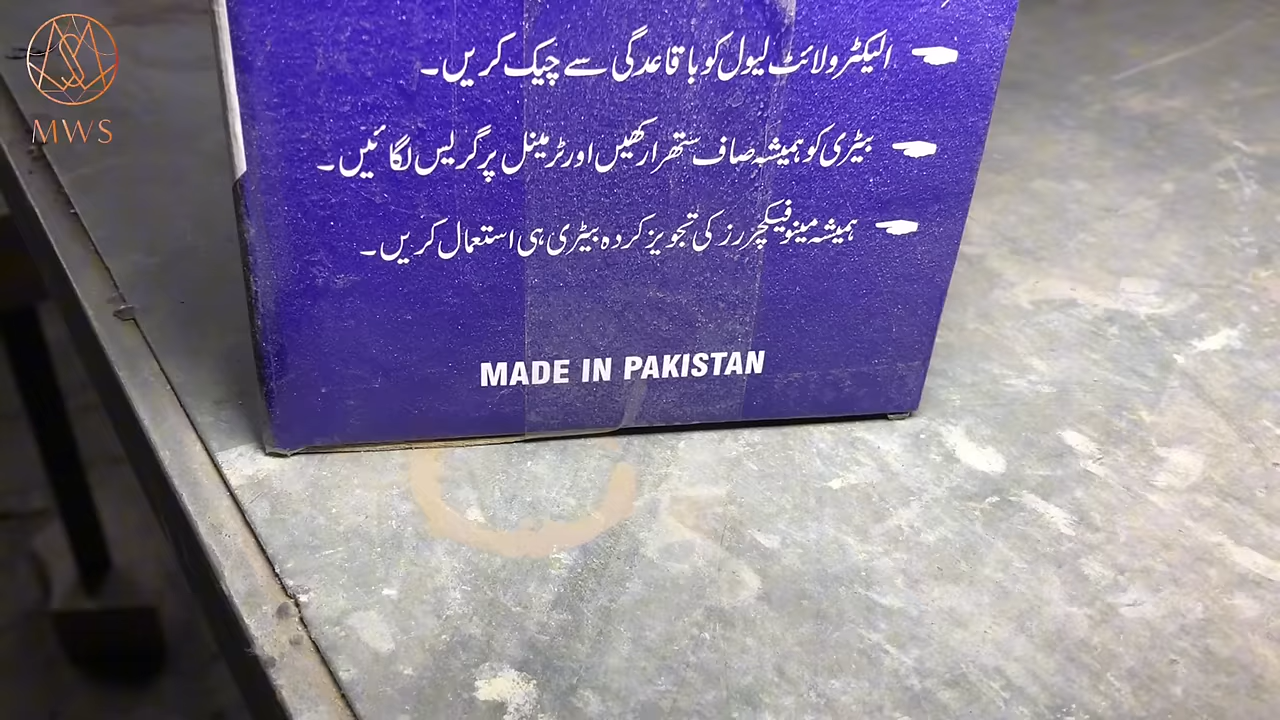 MWS
الیکٹرولائٹ لیول کو باقاعدگی سے چیک کریں۔
بیٹری کو ہمیشہ صاف ستھرا رکھیں اور ٹرمینل پر گریس لگائیں۔
ہمیشہ مینوفیکچررز کی تجویز کردہ بیٹری ہی استعمال کریں۔
MADE IN PAKISTAN